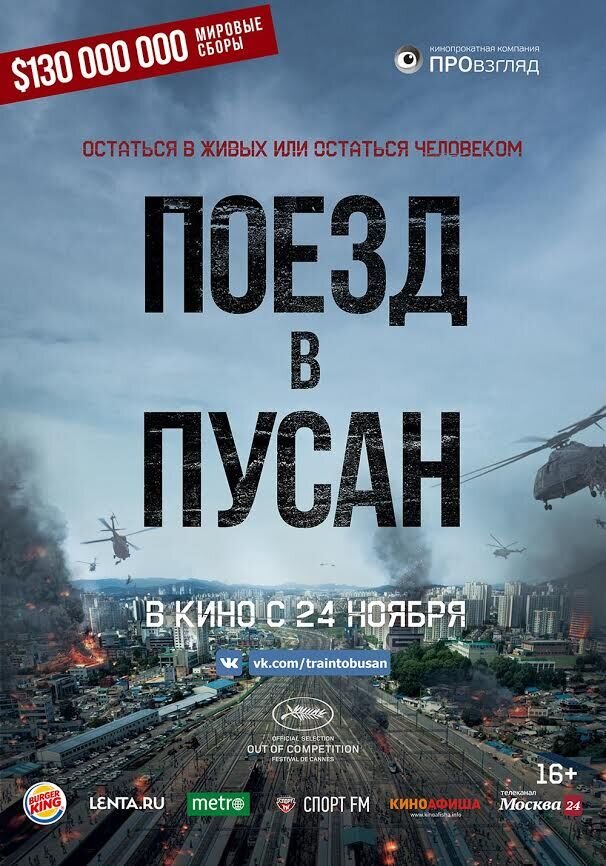 $130 000 000 МИРОВЫЕ
СБОРЫ
кинопрокатная компания
ПРОвзгляд
ОСТАТЬСЯ В ЖИВЫХ ИЛИ ОСТАТЬСЯ ЧЕЛОВЕКОМ
ПОЕЗД
В
ПУСАН
В КИНО С 24 НОЯБРЯ
vk.com/traintobusan
OFFICIAL SELECTION
OUT OF COMPETITION
FESTIVAL DE CANNES
16+
BURGER
KING
LENTA.RU
metro
СПОРТ FM
КИНОАФИША
www.kinoafisha.info
телеканал
Москва 24